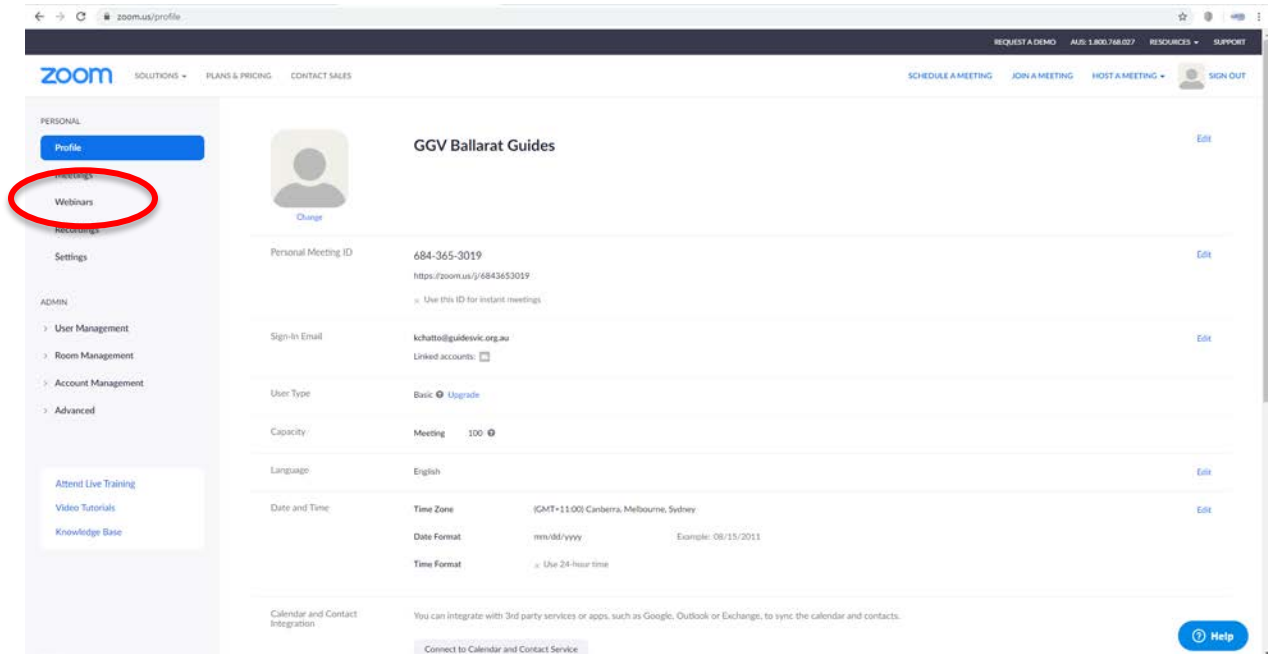 zoom.us/profile
REQUEST A DEMO AUS: 1.800.768.027 RESOURCES SUPPORT
zoom SOLUTIONS PLANS & PRICING CONTACT SALES SCHEDULE A MEETING JOIN A MEETING HOST A MEETING SIGN OUT
PERSONAL
Profile
Meetings
Webinars
Recordings
Settings
ADMIN
User Management
Room Management
Account Management
Advanced
Attend Live Training
Video Tutorials
Knowledge Base
Change
GGV Ballarat Guides Edit
Personal Meeting ID 684-365-3019 Edit
https://zoom.us/j/6843653019
× Use this ID for instant meetings
Sign-In Email kchatto@guidesvic.org.au Edit
Linked accounts:
User Type Basic Upgrade
Capacity Meeting 100
Language English Edit
Date and Time Time Zone (GMT+11:00) Canberra, Melbourne, Sydney Edit
Date Format mm/dd/yyyy Example: 08/15/2011
Time Format × Use 24-hour time
Calendar and Contact Integration You can integrate with 3rd party services or apps, such as Google, Outlook or Exchange, to sync the calendar and contacts.
Connect to Calendar and Contact Service
Help